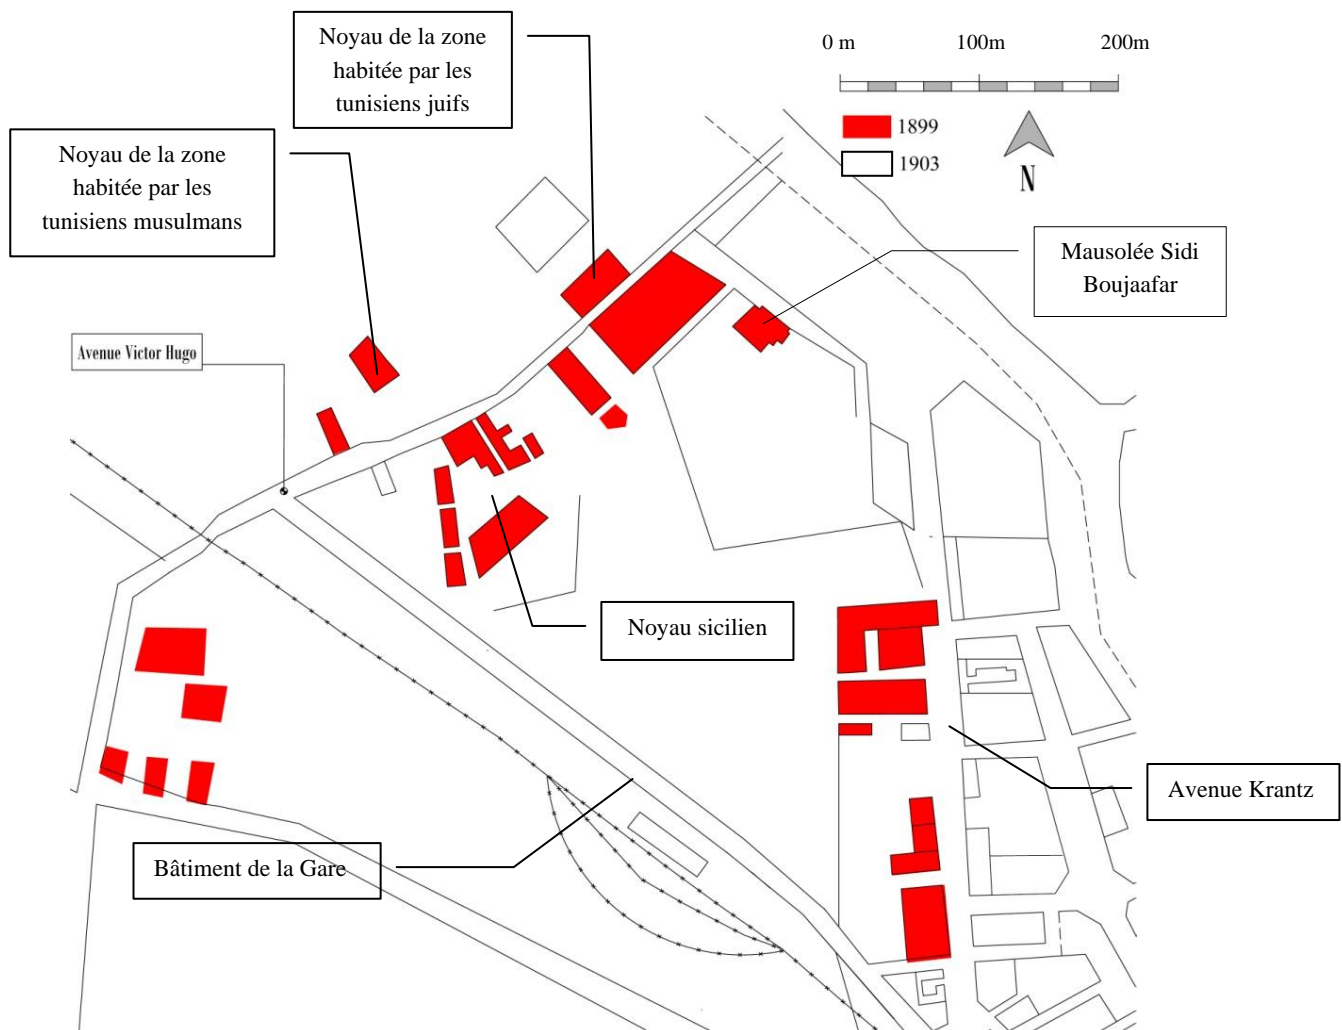 Noyau de la zone
habitée par les
tunisiens juifs
0 m 100m 200m
1899
1903
N
Noyau de la zone
habitée par les
tunisiens musulmans
Mausolée Sidi
Boujaafar
Avenue Victor Hugo
Noyau sicilien
Avenue Krantz
Bâtiment de la Gare